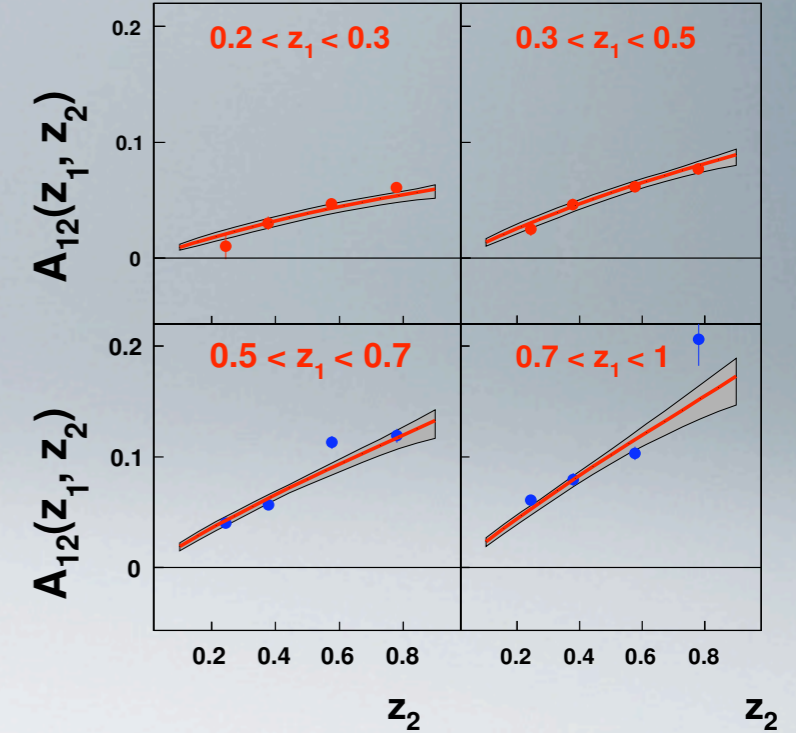 0.2 < z1 < 0.3
0.3 < z1 < 0.5
0.2
0.1
0
A12(z1, z2)
0.5 < z1 < 0.7
0.7 < z1 < 1
0.2
0.1
0
A12(z1, z2)
0.2 0.4 0.6 0.8
0.2 0.4 0.6 0.8
z2
z2